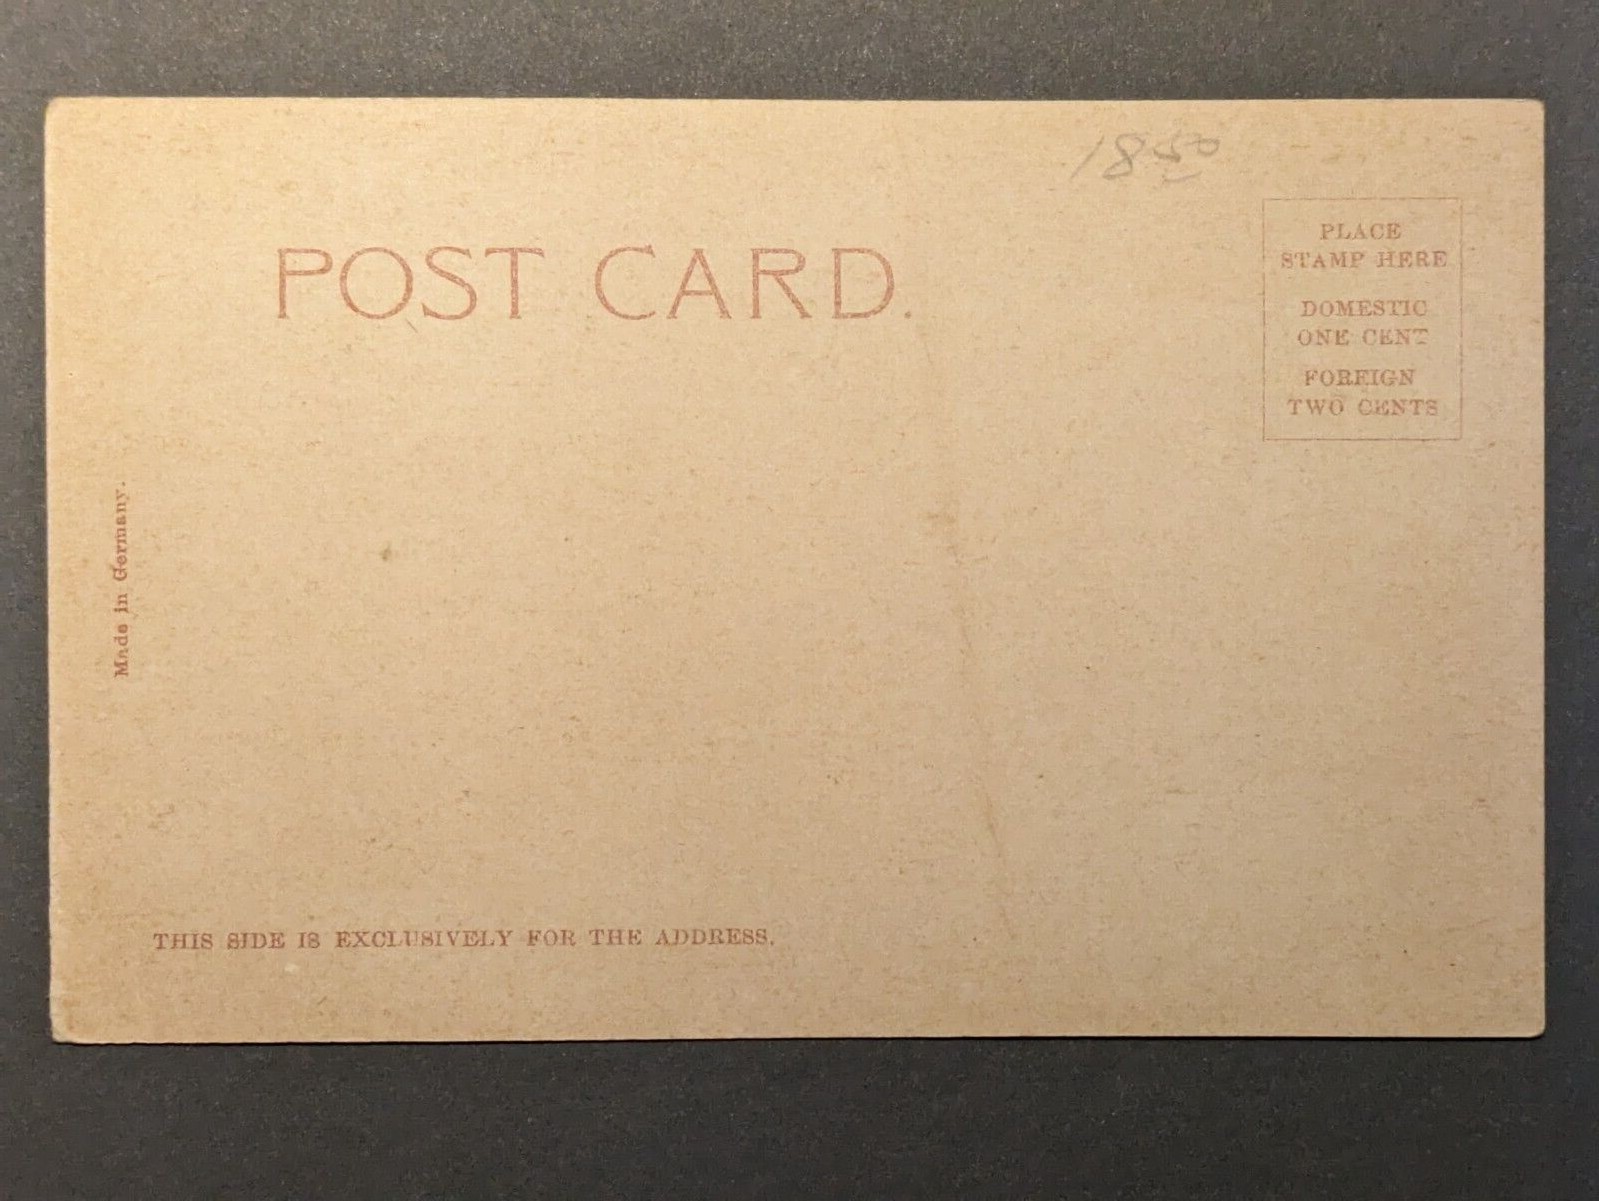 1850
POST CARD.
PLACE
STAMP HERE
DOMESTIC
ONE CENT
FOREIGN
TWO CENTS
Made in Germany.
THIS SIDE IS EXCLUSIVELY FOR THE ADDRESS.